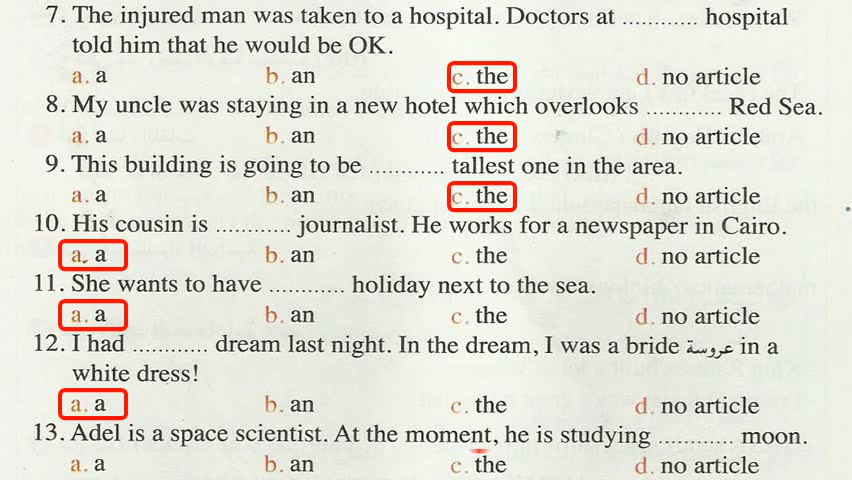 7. The injured man was taken to a hospital. Doctors at ............ hospital
told him that he would be OK.
a. a b. an c. the d. no article
8. My uncle was staying in a new hotel which overlooks ............ Red Sea.
a. a b. an c. the d. no article
9. This building is going to be ............ tallest one in the area.
a. a b. an c. the d. no article
10. His cousin is ............ journalist. He works for a newspaper in Cairo.
a. a b. an c. the d. no article
11. She wants to have ............ holiday next to the sea.
a. a b. an c. the d. no article
12. I had ............ dream last night. In the dream, I was a bride عروسة in a
white dress!
a. a b. an c. the d. no article
13. Adel is a space scientist. At the moment, he is studying ............ moon.
a. a b. an c. the d. no article